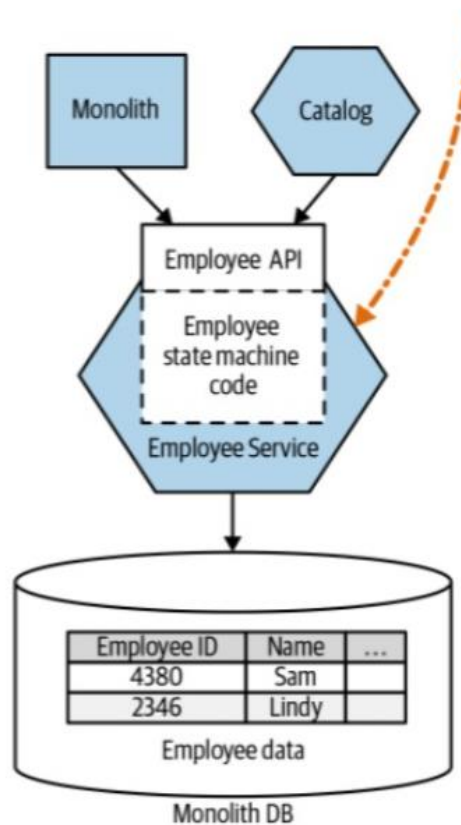 Monolith
Catalog
Employee API
Employee
state machine
code
Employee Service
Employee ID Name ...
4380 Sam
2346 Lindy
Employee data
Monolith DB